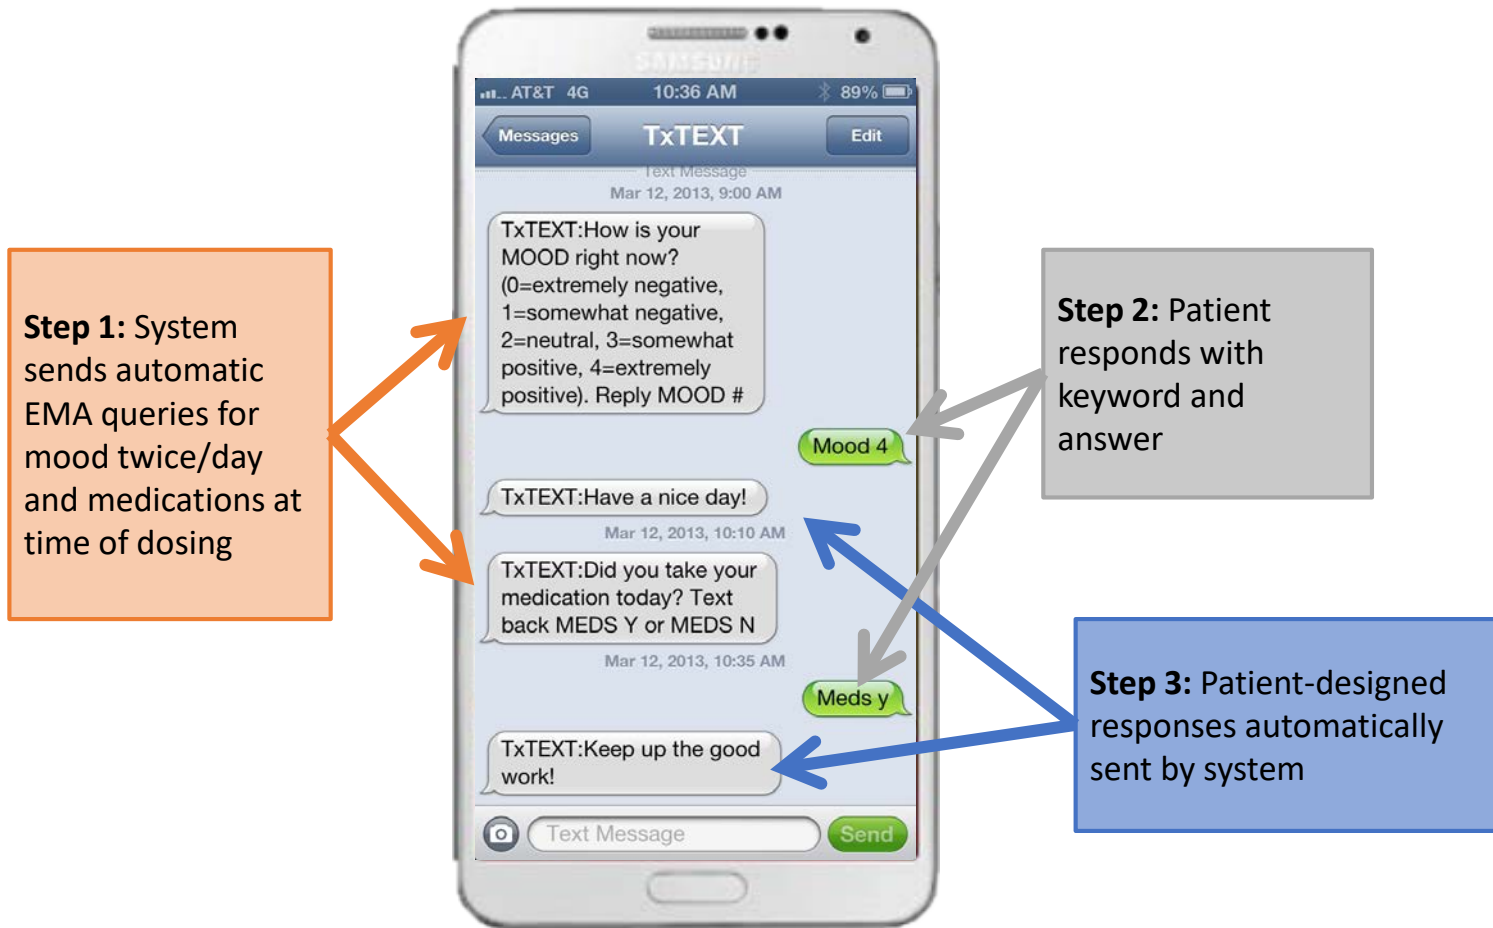 SAMSUNG
AT&T 4G 10:36 AM 89%
Messages TxTEXT Edit
Text Message
Mar 12, 2013, 9:00 AM
TxTEXT:How is your
MOOD right now?
(0=extremely negative,
1=somewhat negative,
2=neutral, 3=somewhat
positive, 4=extremely
positive). Reply MOOD #
Mood 4
TxTEXT:Have a nice day!
Mar 12, 2013, 10:10 AM
TxTEXT:Did you take your
medication today? Text
back MEDS Y or MEDS N
Mar 12, 2013, 10:35 AM
Meds y
TxTEXT:Keep up the good
work!
Text Message Send
Step 1: System
sends automatic
EMA queries for
mood twice/day
and medications at
time of dosing
Step 2: Patient
responds with
keyword and
answer
Step 3: Patient-designed
responses automatically
sent by system